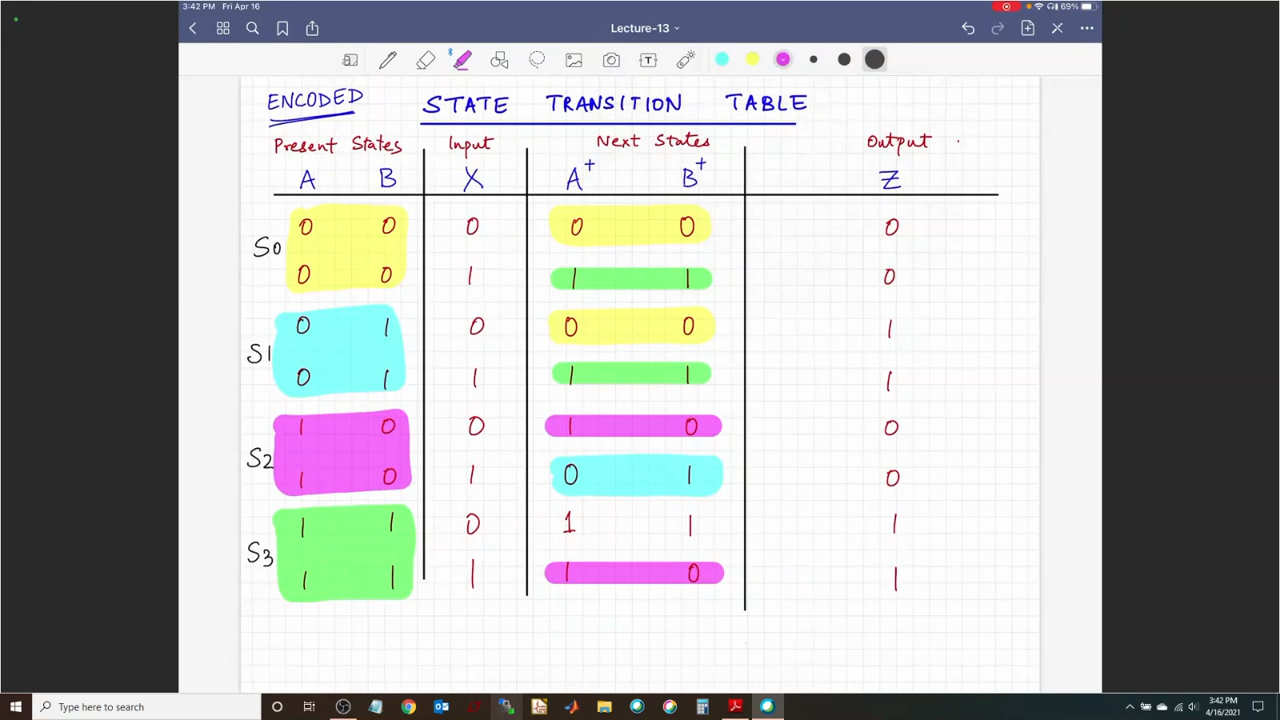 3:42 PM Fri Apr 16
69%
Lecture-13
ENCODED STATE TRANSITION TABLE
Present States Input Next States Output
A B X A+ B+ Z
S0
0 0 0 0 0 0
0 0 1 1 1 0
S1
0 1 0 0 0 1
0 1 1 1 1 1
S2
1 0 0 1 0 0
1 0 1 0 1 0
S3
1 1 0 1 1 1
1 1 1 1 0 1
Type here to search
3:42 PM
4/16/2021